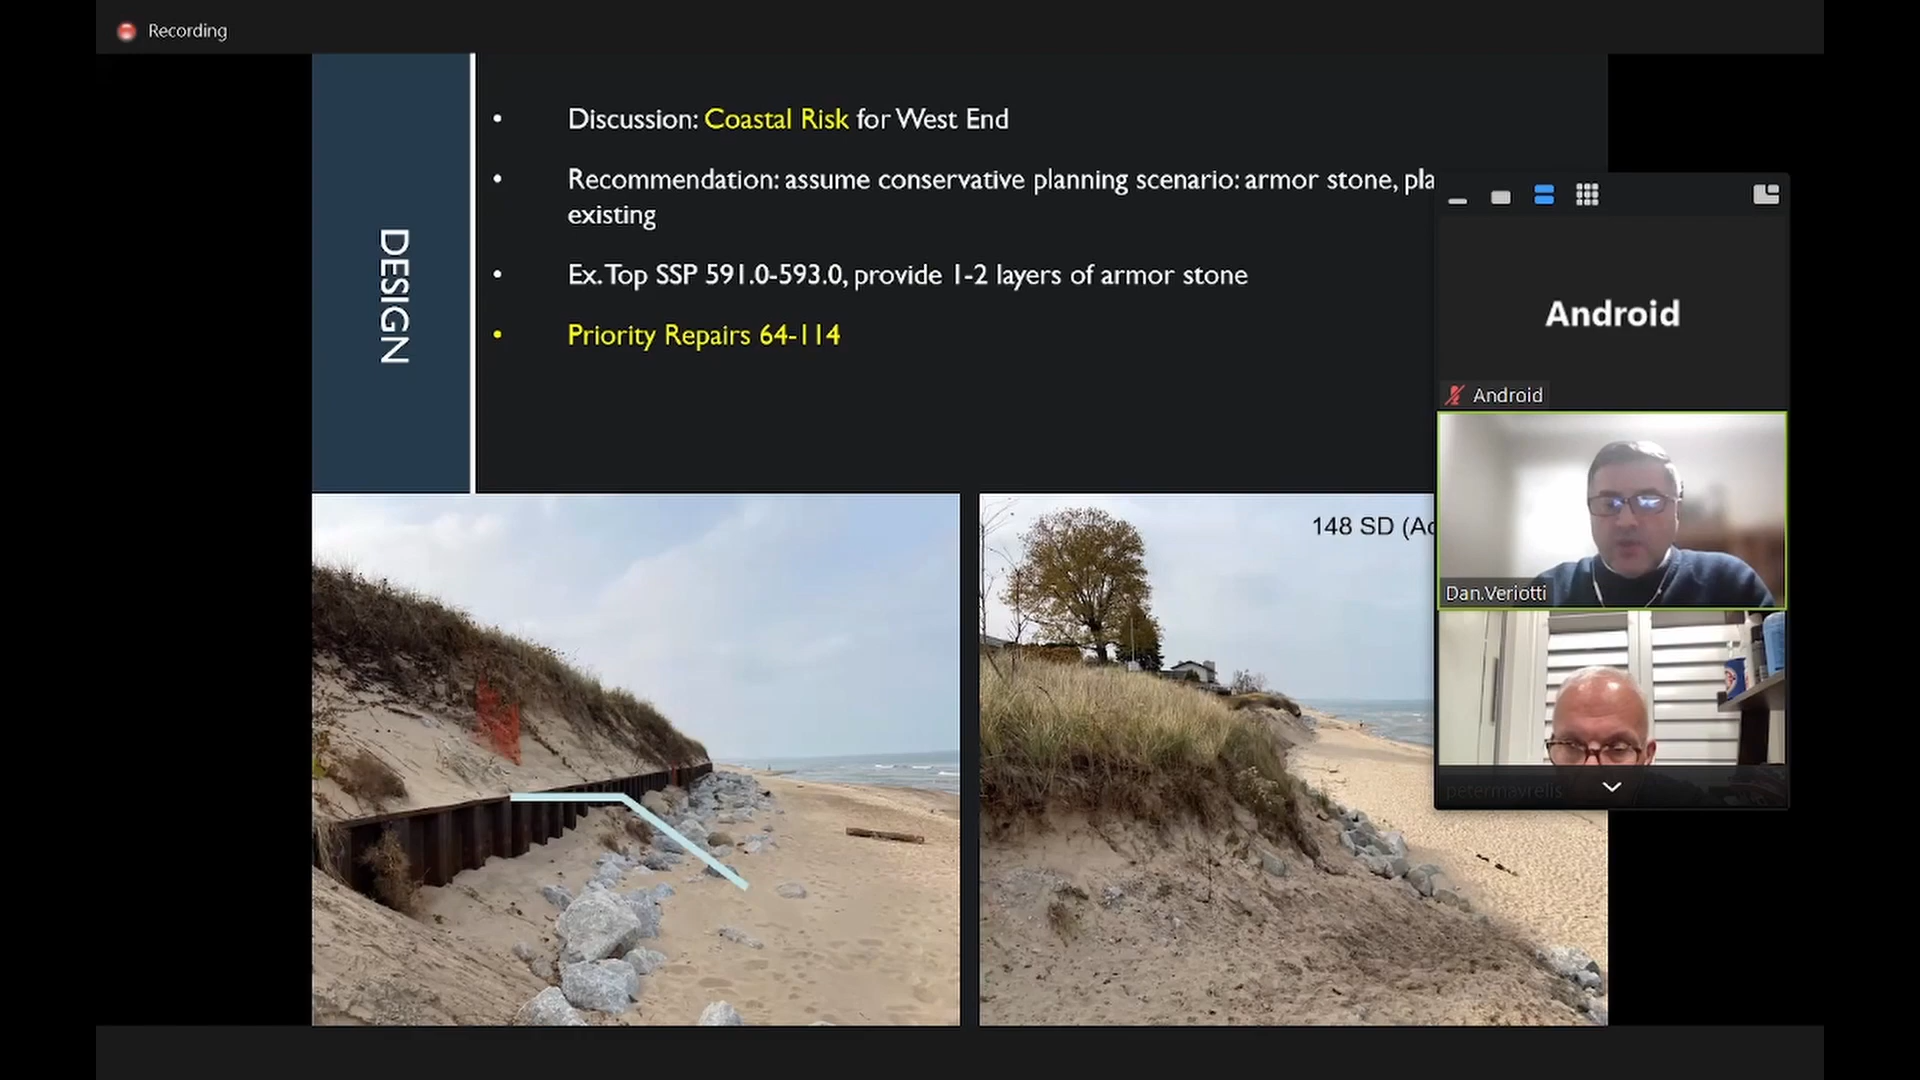 Recording
DESIGN
• Discussion: Coastal Risk for West End
• Recommendation: assume conservative planning scenario: armor stone, pla
existing
• Ex. Top SSP 591.0-593.0, provide 1-2 layers of armor stone
• Priority Repairs 64-114
148 SD (Ac
Android
Android
Dan.Veriotti
petermavrelis